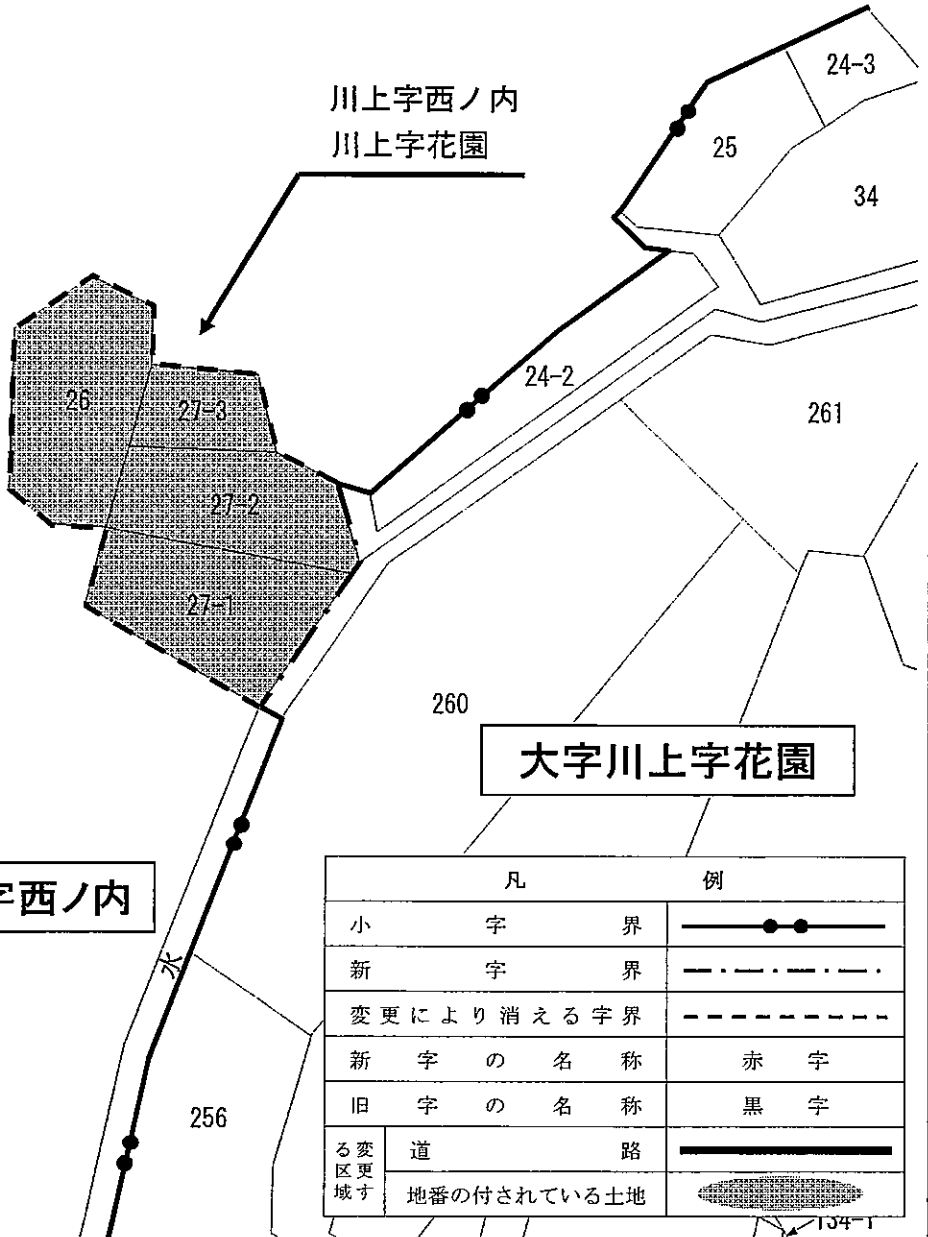 川上字西ノ内
川上字花園
24-3
25
34
24-2
26
27-3
261
27-2
27-1
260
大字川上字花園
字西ノ内
水
256
凡例
小字界
新字界
変更により消える字界
新字の名称 赤字
旧字の名称 黒字
変更する区域
道路
地番の付されている土地
134-1